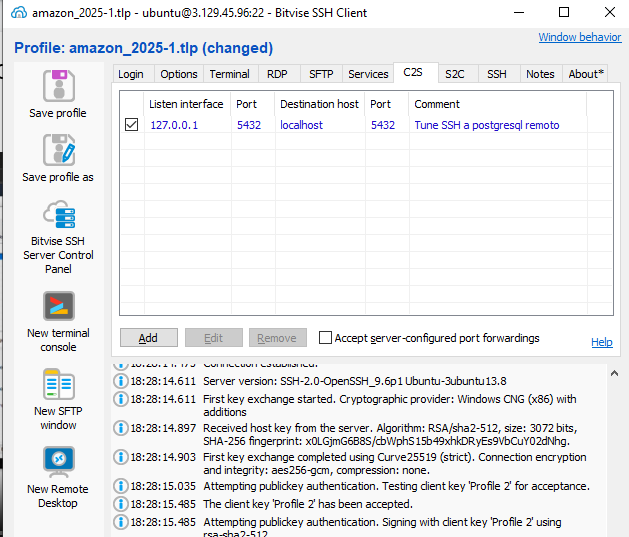 amazon_2025-1.tlp - ubuntu@3.129.45.96:22 - Bitvise SSH Client
Profile: amazon_2025-1.tlp (changed)
Window behavior
Save profile
Save profile as
Bitvise SSH
Server Control
Panel
New terminal
console
New SFTP
window
New Remote
Desktop
Login Options Terminal RDP SFTP Services C2S S2C SSH Notes About*
Listen interface Port Destination host Port Comment
127.0.0.1 5432 localhost 5432 Tune SSH a postgresql remoto
Add Edit Remove Accept server-configured port forwardings Help
18:28:14.475 Connection established.
18:28:14.611 Server version: SSH-2.0-OpenSSH_9.6p1 Ubuntu-3ubuntu13.8
18:28:14.611 First key exchange started. Cryptographic provider: Windows CNG (x86) with
additions
18:28:14.897 Received host key from the server. Algorithm: RSA/sha2-512, size: 3072 bits,
SHA-256 fingerprint: x0LGjmG6B8S/cbWphS15b49xhkDRyEs9VbCuY02dNhg.
18:28:14.903 First key exchange completed using Curve25519 (strict). Connection encryption
and integrity: aes256-gcm, compression: none.
18:28:15.035 Attempting publickey authentication. Testing client key 'Profile 2' for acceptance.
18:28:15.485 The client key 'Profile 2' has been accepted.
18:28:15.485 Attempting publickey authentication. Signing with client key 'Profile 2' using
rsa-sha2-512.